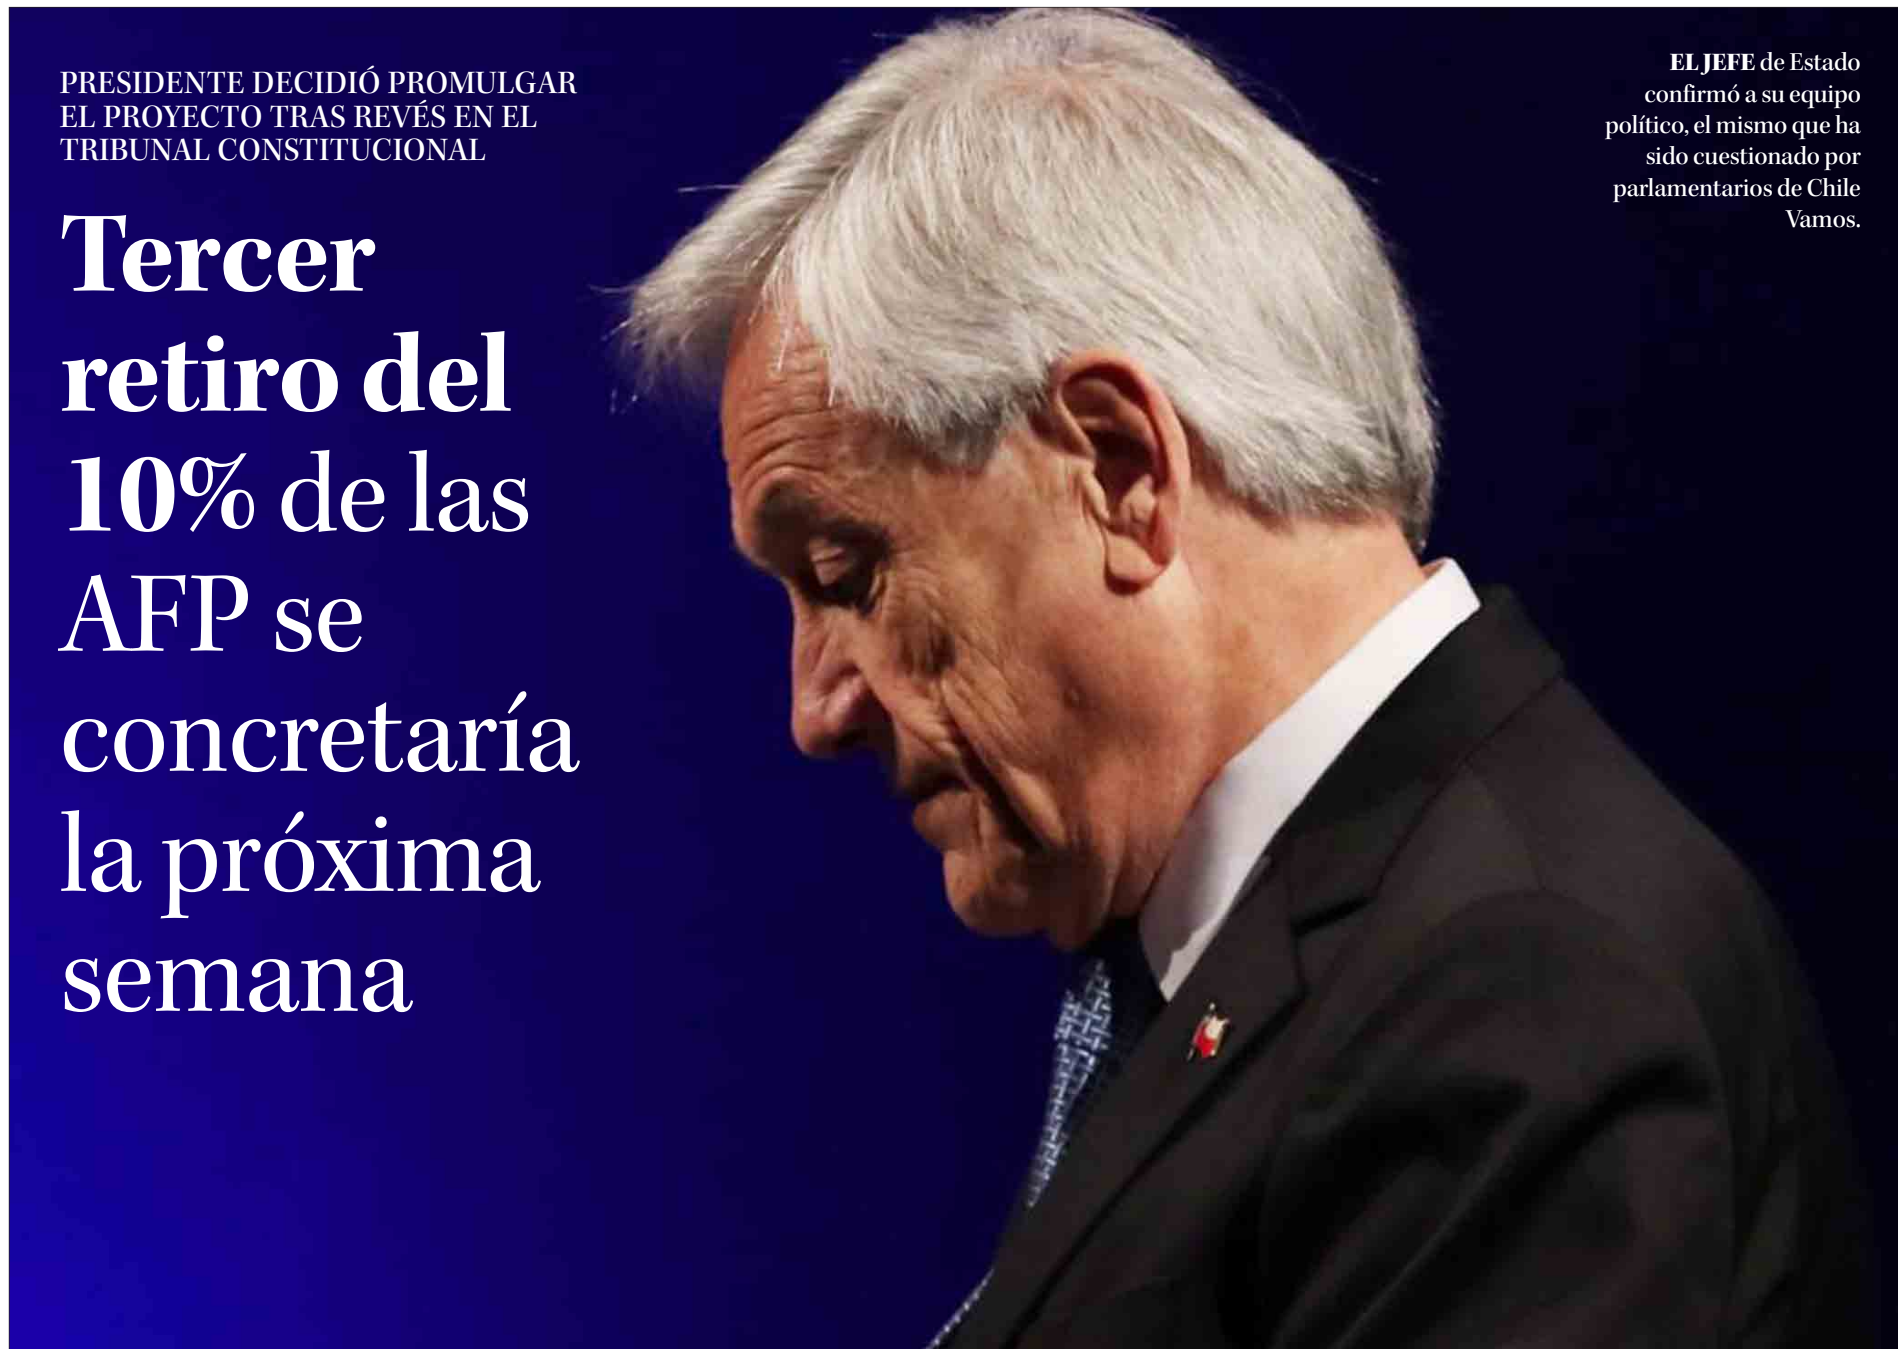 PRESIDENTE DECIDIÓ PROMULGAR
EL PROYECTO TRAS REVÉS EN EL
TRIBUNAL CONSTITUCIONAL
Tercer
retiro del
10% de las
AFP se
concretaría
la próxima
semana
EL JEFE de Estado
confirmó a su equipo
político, el mismo que ha
sido cuestionado por
parlamentarios de Chile
Vamos.